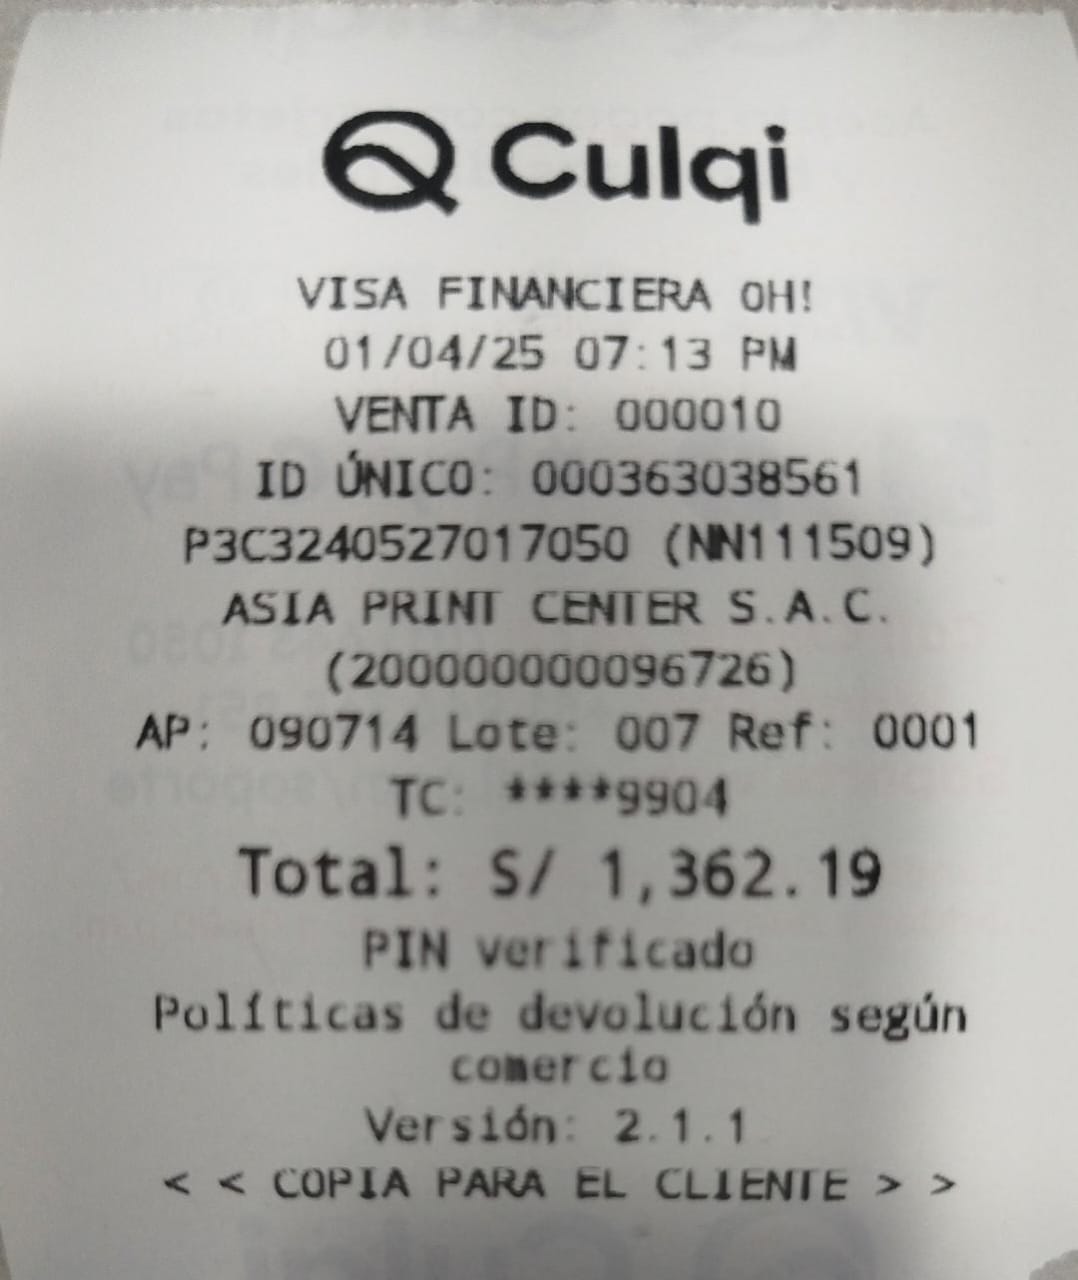 Culqi
VISA FINANCIERA OH!
01/04/25 07:13 PM
VENTA ID: 000010
ID ÚNICO: 000363038561
P3C3240527017050 (NN111509)
ASIA PRINT CENTER S.A.C.
(2000000000096726)
AP: 090714 Lote: 007 Ref: 0001
TC: ****9904
Total: S/ 1,362.19
PIN verificado
Políticas de devolución según
comercio
Versión: 2.1.1
< < COPIA PARA EL CLIENTE > >